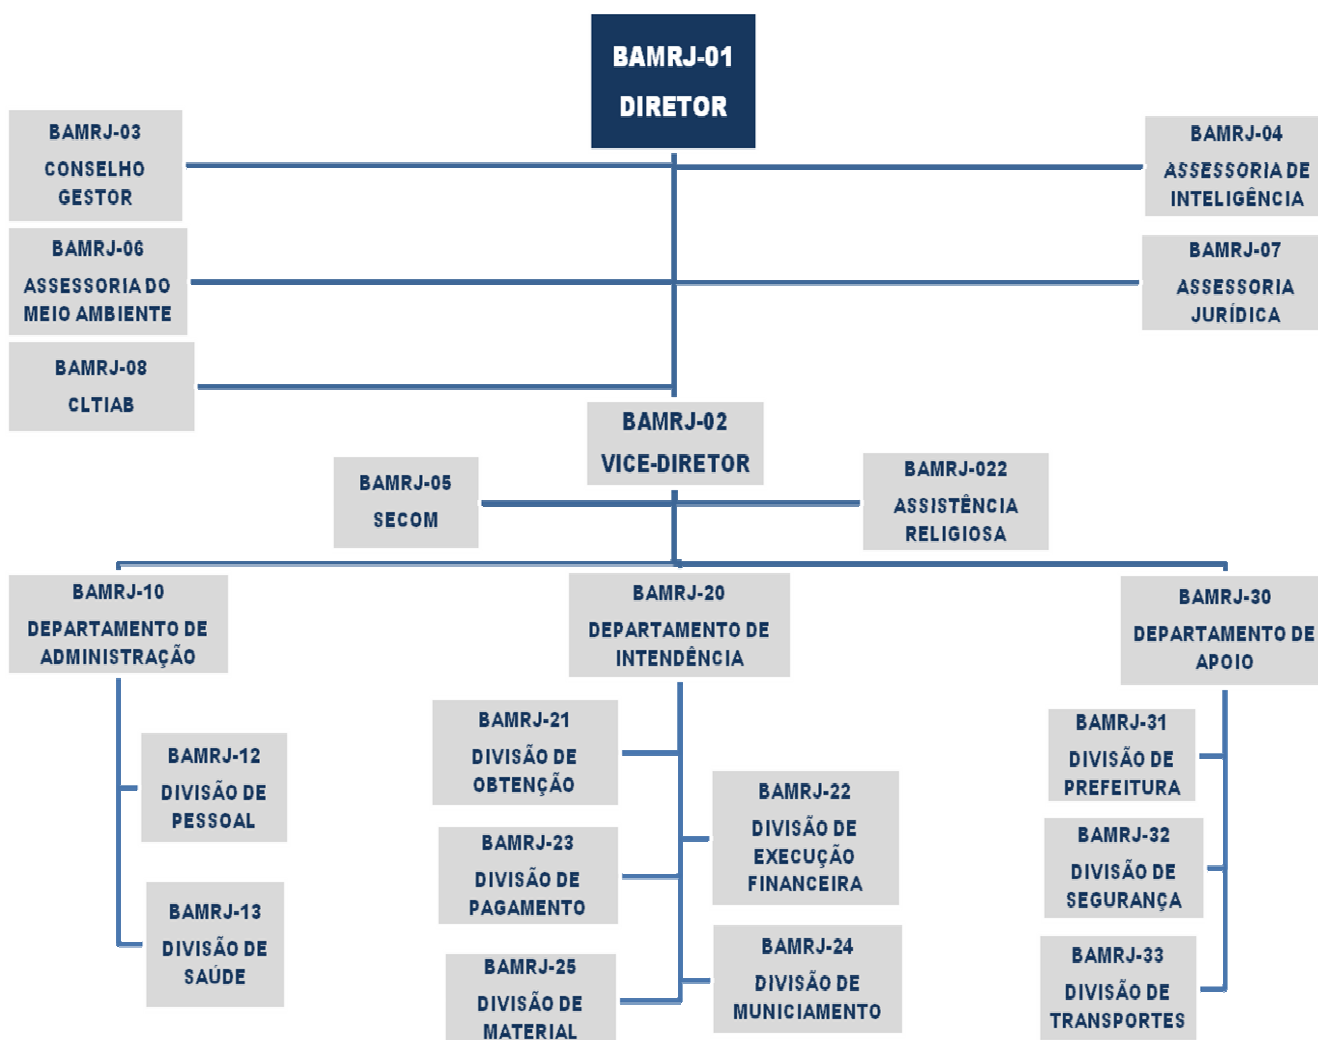 BAMRJ-01
DIRETOR
BAMRJ-03
CONSELHO
GESTOR
BAMRJ-04
ASSESSORIA DE
INTELIGÊNCIA
BAMRJ-06
ASSESSORIA DO
MEIO AMBIENTE
BAMRJ-07
ASSESSORIA
JURÍDICA
BAMRJ-08
CLTIAB
BAMRJ-02
VICE-DIRETOR
BAMRJ-05
SECOM
BAMRJ-022
ASSISTÊNCIA
RELIGIOSA
BAMRJ-10
DEPARTAMENTO DE
ADMINISTRAÇÃO
BAMRJ-20
DEPARTAMENTO DE
INTENDÊNCIA
BAMRJ-30
DEPARTAMENTO DE
APOIO
BAMRJ-12
DIVISÃO DE
PESSOAL
BAMRJ-13
DIVISÃO DE
SAÚDE
BAMRJ-21
DIVISÃO DE
OBTENÇÃO
BAMRJ-22
DIVISÃO DE
EXECUÇÃO
FINANCEIRA
BAMRJ-23
DIVISÃO DE
PAGAMENTO
BAMRJ-24
DIVISÃO DE
MUNICIAMENTO
BAMRJ-25
DIVISÃO DE
MATERIAL
BAMRJ-31
DIVISÃO DE
PREFEITURA
BAMRJ-32
DIVISÃO DE
SEGURANÇA
BAMRJ-33
DIVISÃO DE
TRANSPORTES